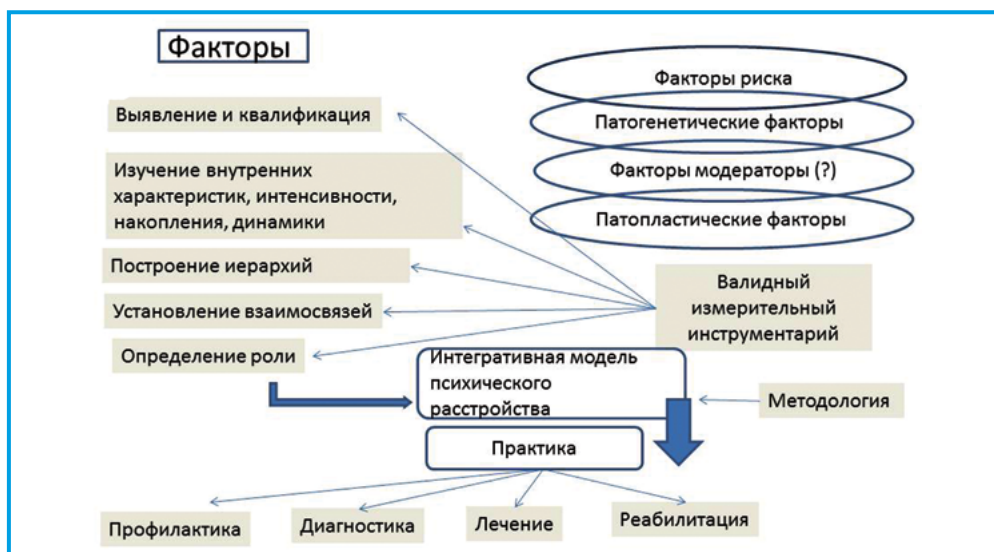 Факторы
Факторы риска
Патогенетические факторы
Факторы модераторы (?)
Патопластические факторы
Выявление и квалификация
Изучение внутренних
характеристик, интенсивности,
накопления, динамики
Построение иерархий
Установление взаимосвязей
Определение роли
Валидный
измерительный
инструментарий
Интегративная модель
психического
расстройства
Методология
Практика
Профилактика
Диагностика
Лечение
Реабилитация